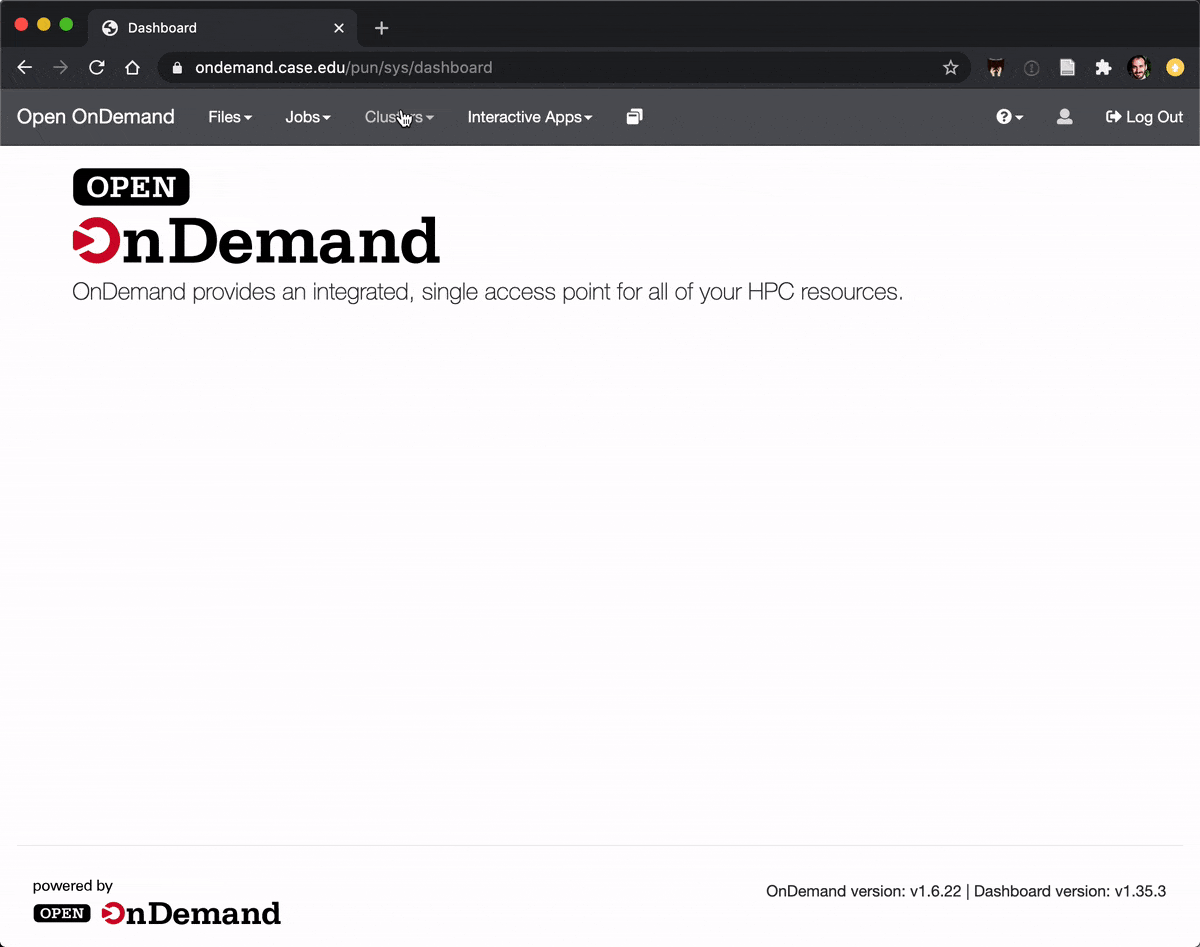 Dashboard
ondemand.case.edu/pun/sys/dashboard
Open OnDemand Files Jobs Clusters Interactive Apps Log Out
OPEN
OnDemand
OnDemand provides an integrated, single access point for all of your HPC resources.
powered by
OPEN OnDemand
OnDemand version: v1.6.22 | Dashboard version: v1.35.3